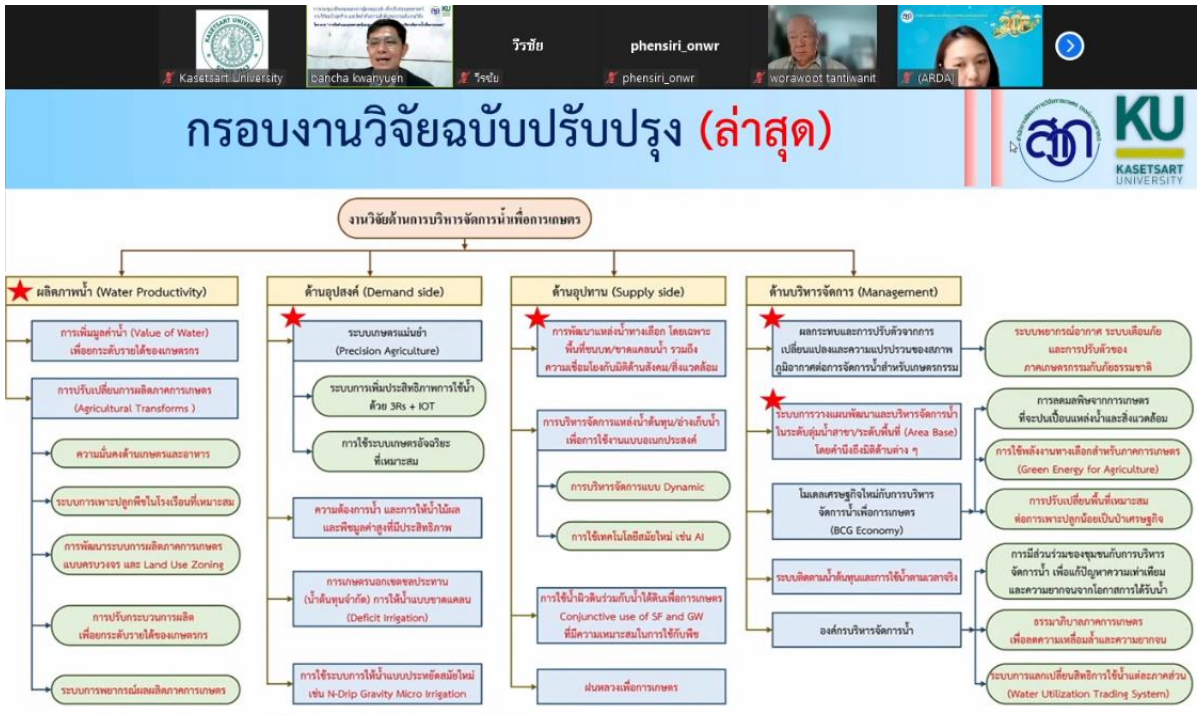 วีรชัย
phensiri_onwr
Kasetsart University
bancha kwanyuen
วีรชัย
phensiri_onwr
worawoot tantiwanit
(ARDA)
กรอบงานวิจัยฉบับปรับปรุง (ล่าสุด)
สวก
KU
KASETSART
UNIVERSITY
งานวิจัยด้านการบริหารจัดการน้ำเพื่อการเกษตร
ผลิตภาพน้ำ (Water Productivity)
การเพิ่มมูลค่าน้ำ (Value of Water)
เพื่อยกระดับรายได้ของเกษตรกร
การปรับเปลี่ยนการผลิตภาคการเกษตร
(Agricultural Transforms )
ความมั่นคงด้านเกษตรและอาหาร
ระบบการเพาะปลูกพืชในโรงเรือนที่เหมาะสม
การพัฒนาระบบการผลิตภาคการเกษตร
แบบครบวงจร และ Land Use Zoning
การปรับกระบวนการผลิต
เพื่อยกระดับรายได้ของเกษตรกร
ระบบการพยากรณ์ผลผลิตภาคการเกษตร
ด้านอุปสงค์ (Demand side)
ระบบเกษตรแม่นยำ
(Precision Agriculture)
ระบบการเพิ่มประสิทธิภาพการใช้น้ำ
ด้วย 3Rs + IOT
การใช้ระบบเกษตรอัจฉริยะ
ที่เหมาะสม
ความต้องการน้ำ และการให้น้ำไม้ผล
และพืชมูลค่าสูงที่มีประสิทธิภาพ
การเกษตรนอกเขตชลประทาน
(น้ำต้นทุนจำกัด) การให้น้ำแบบขาดแคลน
(Deficit Irrigation)
การใช้ระบบการให้น้ำแบบประหยัดสมัยใหม่
เช่น N-Drip Gravity Micro Irrigation
ด้านอุปทาน (Supply side)
การพัฒนาแหล่งน้ำทางเลือก โดยเฉพาะ
พื้นที่ชนบท/ขาดแคลนน้ำ รวมถึง
ความเชื่อมโยงกับมิติด้านสังคม/สิ่งแวดล้อม
การบริหารจัดการแหล่งน้ำต้นทุน/อ่างเก็บน้ำ
เพื่อการใช้งานแบบอเนกประสงค์
การบริหารจัดการแบบ Dynamic
การใช้เทคโนโลยีสมัยใหม่ เช่น AI
การใช้น้ำผิวดินร่วมกับน้ำใต้ดินเพื่อการเกษตร
Conjunctive use of SF and GW
ที่มีความเหมาะสมในการใช้กับพืช
ฝนหลวงเพื่อการเกษตร
ด้านบริหารจัดการ (Management)
ผลกระทบและการปรับตัวจากการ
เปลี่ยนแปลงและความแปรปรวนของสภาพ
ภูมิอากาศต่อการจัดการน้ำสำหรับเกษตรกรรม
ระบบการวางแผนพัฒนาและบริหารจัดการน้ำ
ในระดับลุ่มน้ำสาขา/ระดับพื้นที่ (Area Base)
โดยคำนึงถึงมิติด้านต่าง ๆ
โมเดลเศรษฐกิจใหม่กับการบริหาร
จัดการน้ำเพื่อการเกษตร
(BCG Economy)
ระบบติดตามน้ำต้นทุนและการใช้น้ำตามเวลาจริง
องค์กรบริหารจัดการน้ำ
ระบบพยากรณ์อากาศ ระบบเตือนภัย
และการปรับตัวของ
ภาคเกษตรกรรมกับภัยธรรมชาติ
การลดมลพิษจากการเกษตร
ที่จะปนเปื้อนแหล่งน้ำและสิ่งแวดล้อม
การใช้พลังงานทางเลือกสำหรับภาคการเกษตร
(Green Energy for Agriculture)
การปรับเปลี่ยนพื้นที่เหมาะสม
ต่อการเพาะปลูกน้อยเป็นป่าเศรษฐกิจ
การมีส่วนร่วมของชุมชนกับการบริหาร
จัดการน้ำ เพื่อแก้ปัญหาความเท่าเทียม
และความยากจนจากโอกาสการได้รับน้ำ
ธรรมาภิบาลภาคการเกษตร
เพื่อลดความเหลื่อมล้ำและความยากจน
ระบบการแลกเปลี่ยนสิทธิการใช้น้ำแต่ละภาคส่วน
(Water Utilization Trading System)